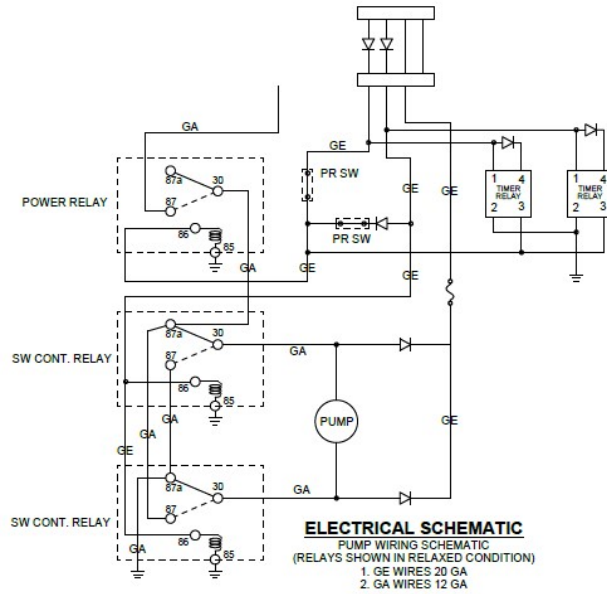 GA
GE
PR SW
GE
GE
1 4
TIMER
RELAY
2 3
1 4
TIMER
RELAY
2 3
POWER RELAY
87a
30
87
86
85
PR SW
GA
GE
GE
SW CONT. RELAY
87a
30
87
86
85
GA
GA
GE
GA
PUMP
GE
SW CONT. RELAY
87a
30
87
86
85
GA
GA
ELECTRICAL SCHEMATIC
PUMP WIRING SCHEMATIC
(RELAYS SHOWN IN RELAXED CONDITION)
1. GE WIRES 20 GA
2. GA WIRES 12 GA